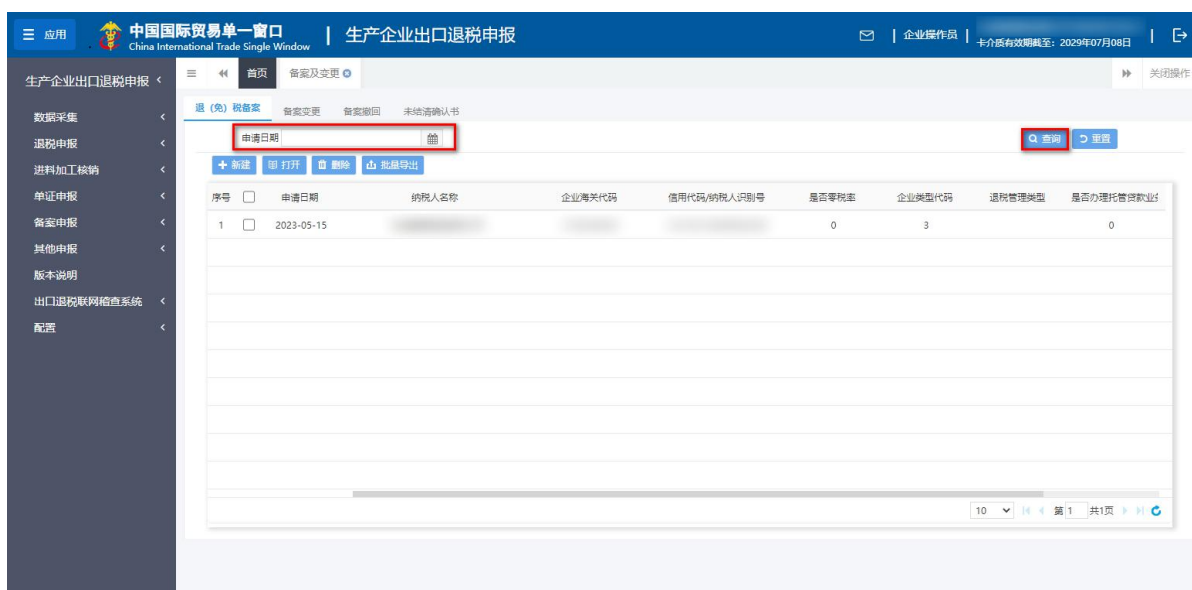 应用
中国国际贸易单一窗口
China International Trade Single Window
生产企业出口退税申报
企业操作员
卡介质有效期截至：2029年07月08日
生产企业出口退税申报
首页
备案及变更
关闭操作
数据采集
退税申报
进料加工核销
单证申报
备案申报
其他申报
版本说明
出口退税联网稽查系统
配置
退（免）税备案
备案变更
备案撤回
未结清确认书
申请日期
查询
重置
新建
打开
删除
批量导出
序号 申请日期 纳税人名称 企业海关代码 信用代码/纳税人识别号 是否零税率 企业类型代码 退税管理类型 是否办理托管贷款业务
1 2023-05-15 0 3 0
10 第 1 共1页